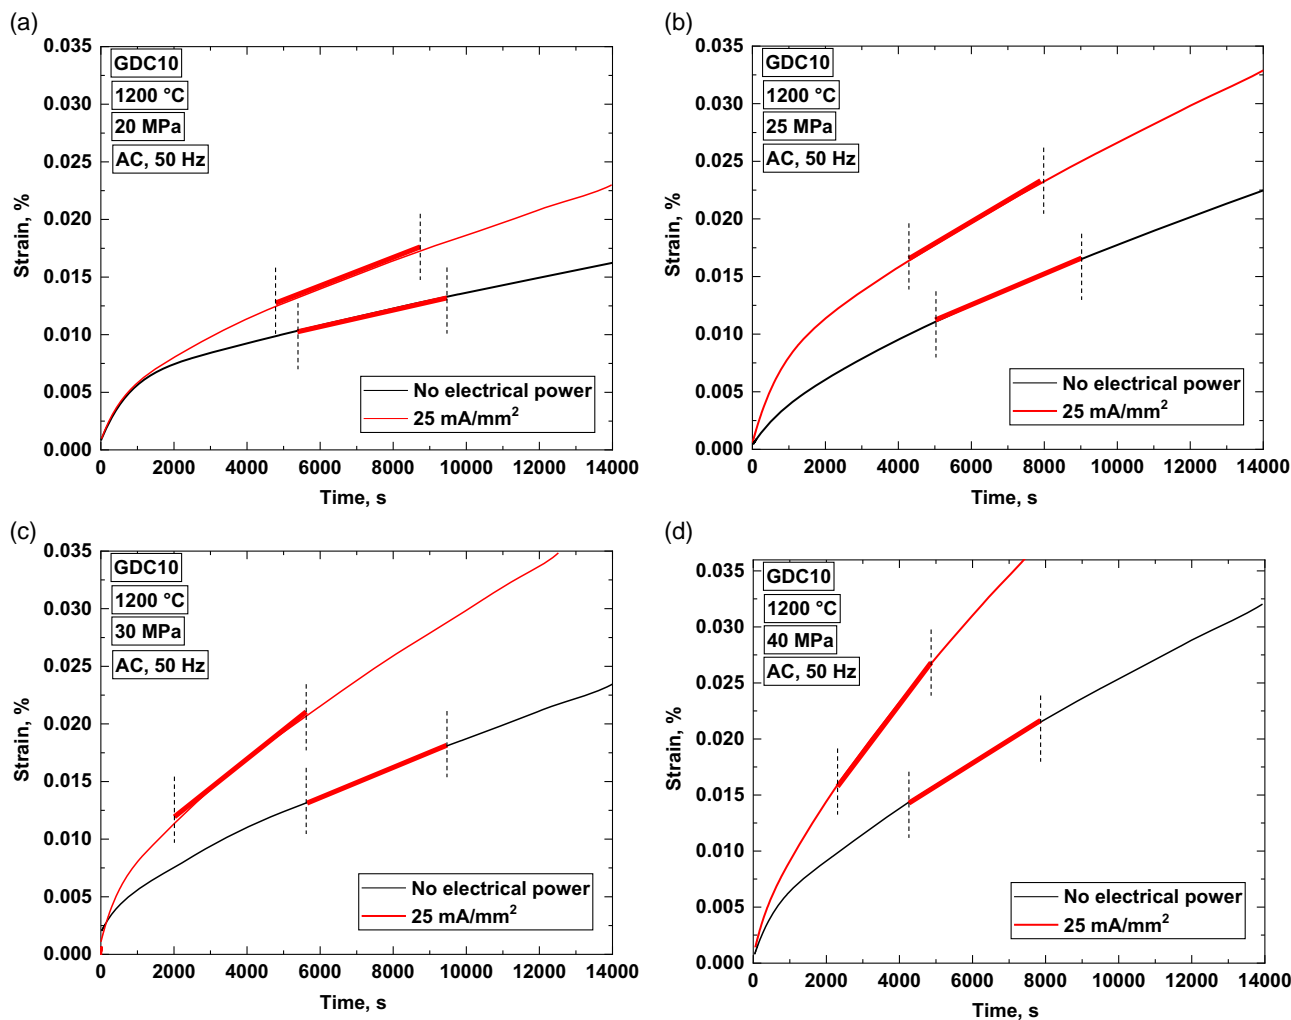 (a)
0.035
0.030
0.025
0.020
0.015
0.010
0.005
0.000
Strain, %
GDC10
1200 °C
20 MPa
AC, 50 Hz
No electrical power
25 mA/mm²
0 2000 4000 6000 8000 10000 12000 14000
Time, s
(b)
0.035
0.030
0.025
0.020
0.015
0.010
0.005
0.000
Strain, %
GDC10
1200 °C
25 MPa
AC, 50 Hz
No electrical power
25 mA/mm²
0 2000 4000 6000 8000 10000 12000 14000
Time, s
(c)
0.035
0.030
0.025
0.020
0.015
0.010
0.005
0.000
Strain, %
GDC10
1200 °C
30 MPa
AC, 50 Hz
No electrical power
25 mA/mm²
0 2000 4000 6000 8000 10000 12000 14000
Time, s
(d)
0.035
0.030
0.025
0.020
0.015
0.010
0.005
0.000
Strain, %
GDC10
1200 °C
40 MPa
AC, 50 Hz
No electrical power
25 mA/mm²
0 2000 4000 6000 8000 10000 12000 14000
Time, s